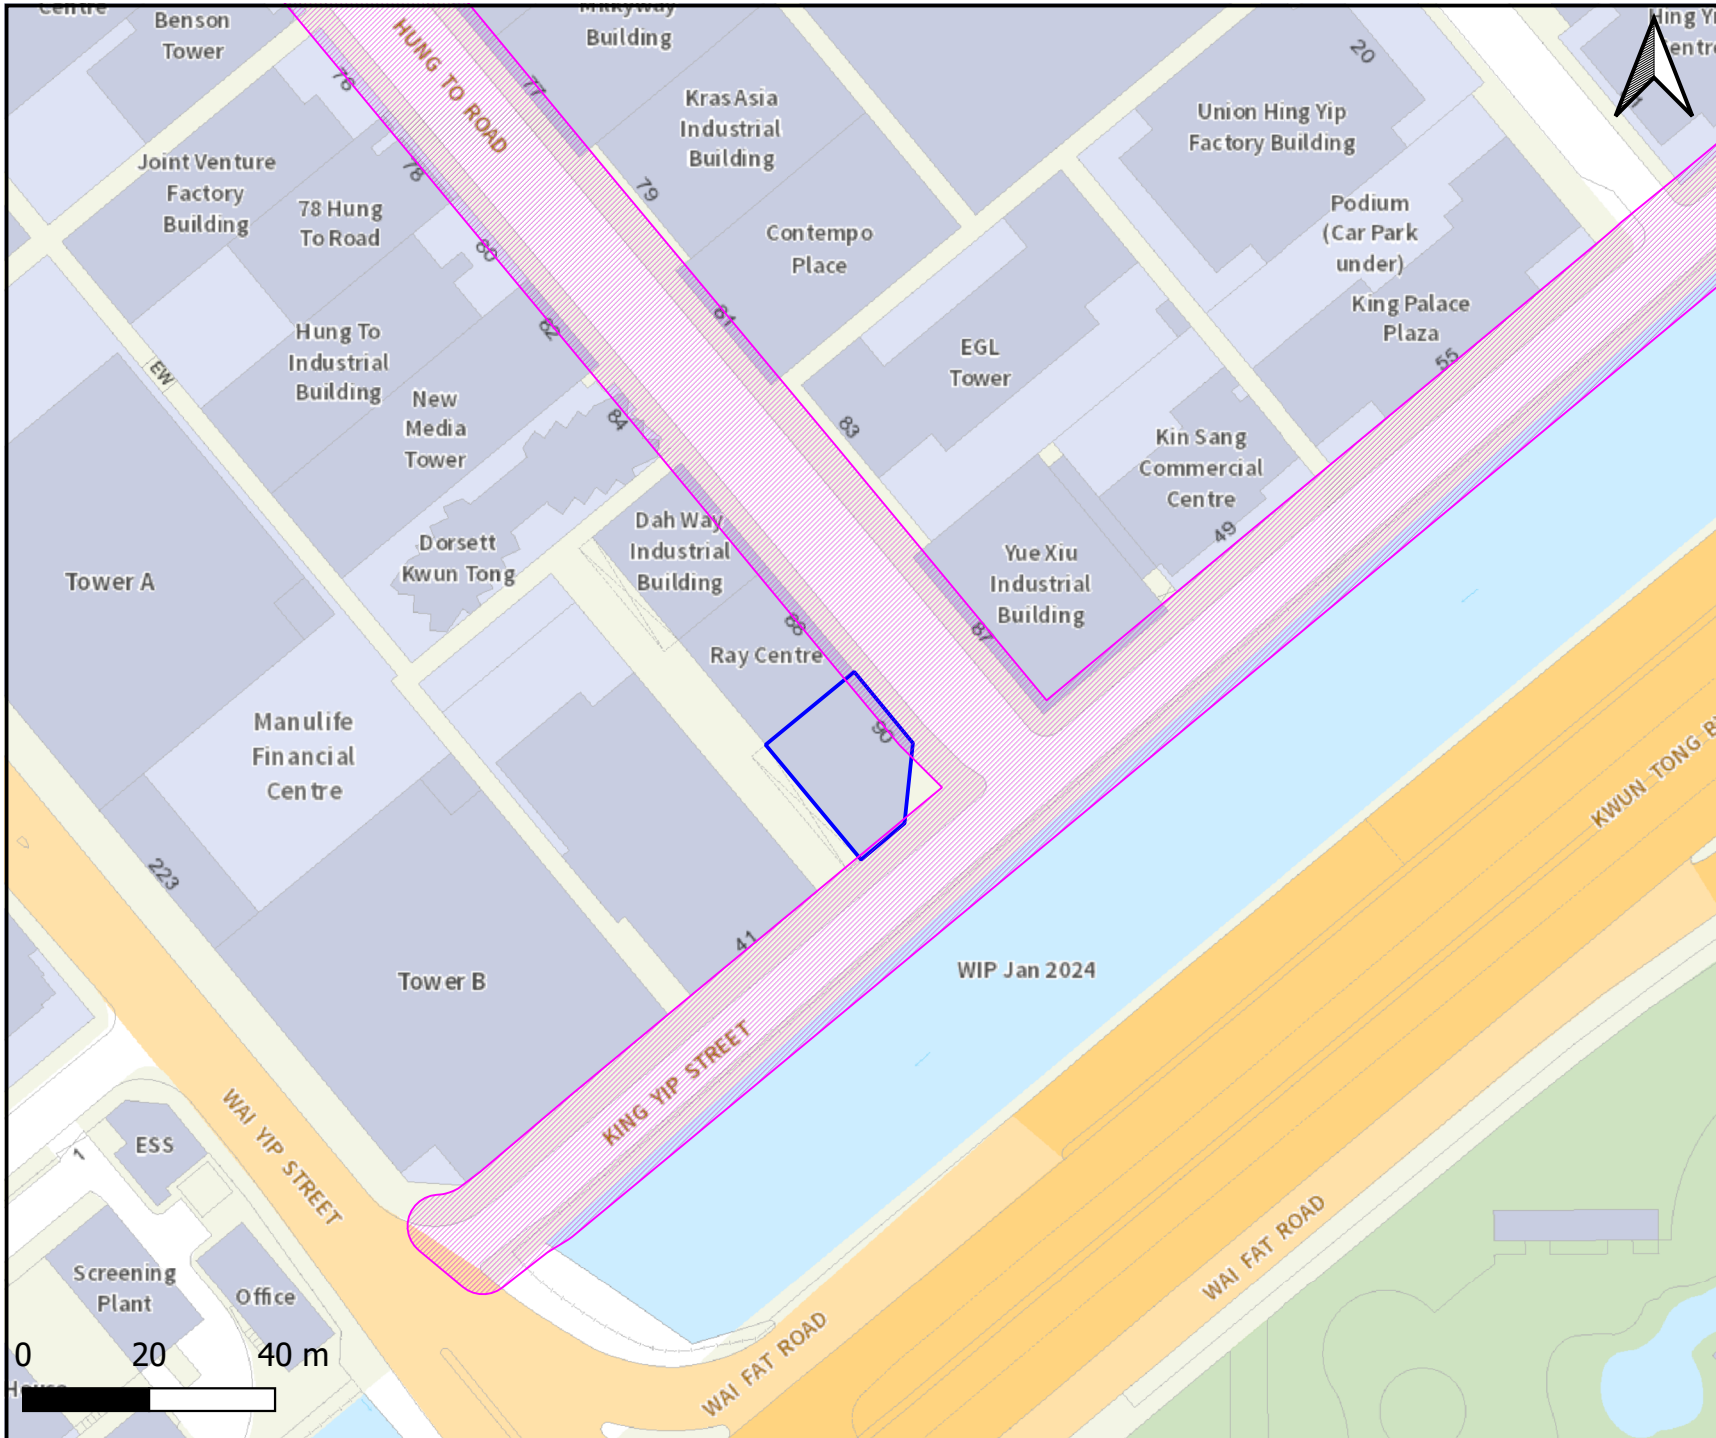 Centre
Benson
Tower
Milkyway
Building
HUNG TO ROAD
76
77
Kras Asia
Industrial
Building
20
Union Hing Yip
Factory Building
Joint Venture
Factory
Building
78
78 Hung
To Road
79
80
Contempo
Place
Podium
(Car Park
under)
King Palace
Plaza
55
Hung To
Industrial
Building
82
81
EGL
Tower
EW
New
Media
Tower
84
83
Kin Sang
Commercial
Centre
49
Dah Way
Industrial
Building
Dorsett
Kwun Tong
Tower A
Yue Xiu
Industrial
Building
87
88
Ray Centre
90
Manulife
Financial
Centre
KWUN TONG
223
41
Tower B
WIP Jan 2024
KING YIP STREET
WAI YIP STREET
ESS
1
Screening
Plant
Office
WAI FAT ROAD
WAI FAT ROAD
0 20 40 m
House